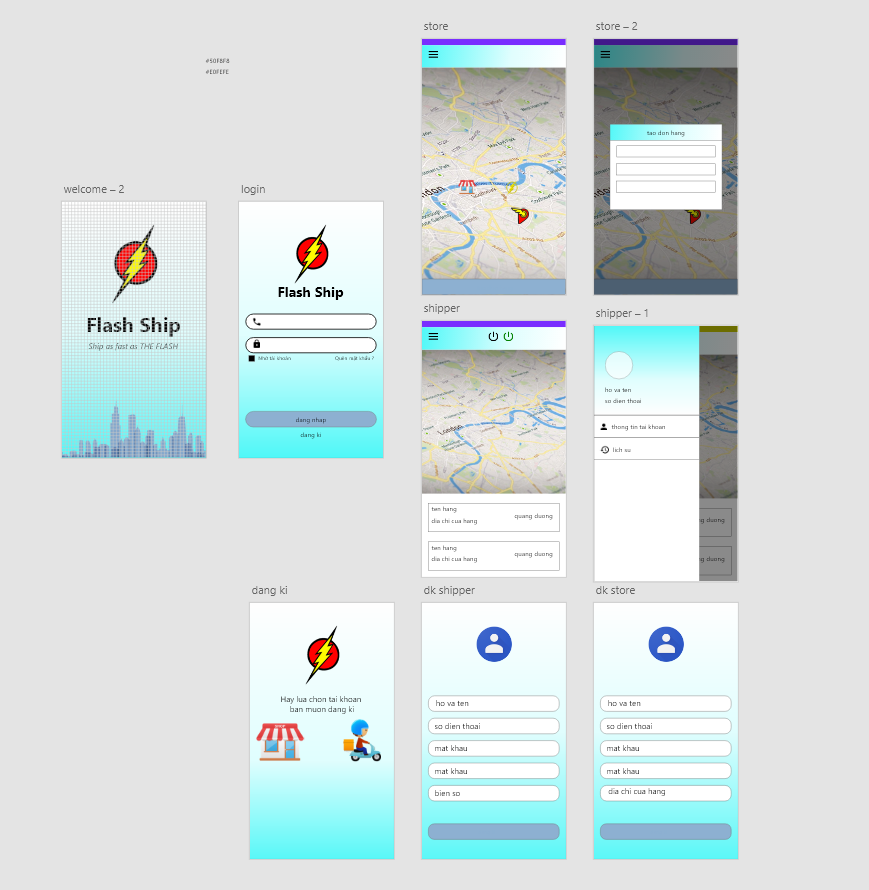 store
store – 2
#50F8F8
#E0FEFE
tao don hang
welcome – 2
login
Flash Ship
Ship as fast as THE FLASH
Flash Ship
Nhớ tài khoản
Quên mật khẩu ?
dang nhap
dang ki
shipper
London
ten hang
dia chi cua hang
quang duong
ten hang
dia chi cua hang
quang duong
shipper – 1
ho va ten
so dien thoai
thong tin tai khoan
lich su
g duong
g duong
dang ki
Hay lua chon tai khoan
ban muon dang ki
dk shipper
ho va ten
so dien thoai
mat khau
mat khau
bien so
dk store
ho va ten
so dien thoai
mat khau
mat khau
dia chi cua hang